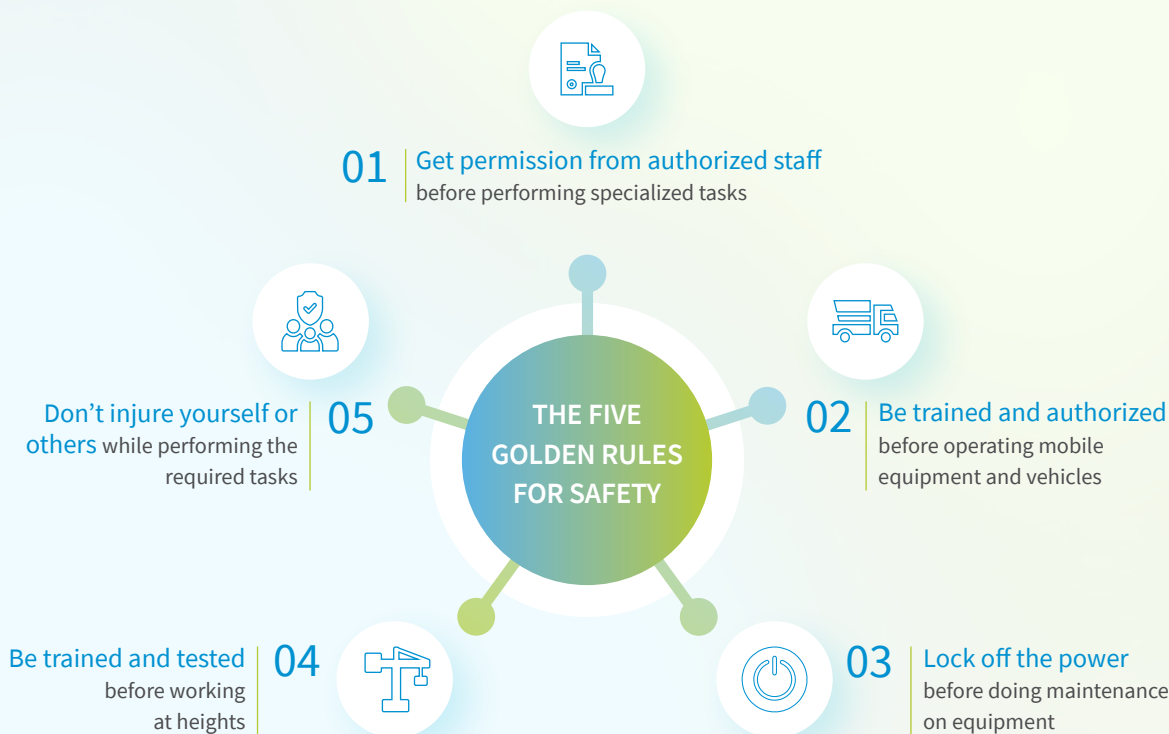 01
Get permission from authorized staff
before performing specialized tasks
THE FIVE
GOLDEN RULES
FOR SAFETY
02
Be trained and authorized
before operating mobile
equipment and vehicles
03
Lock off the power
before doing maintenance
on equipment
04
Be trained and tested
before working
at heights
05
Don’t injure yourself or
others while performing the
required tasks